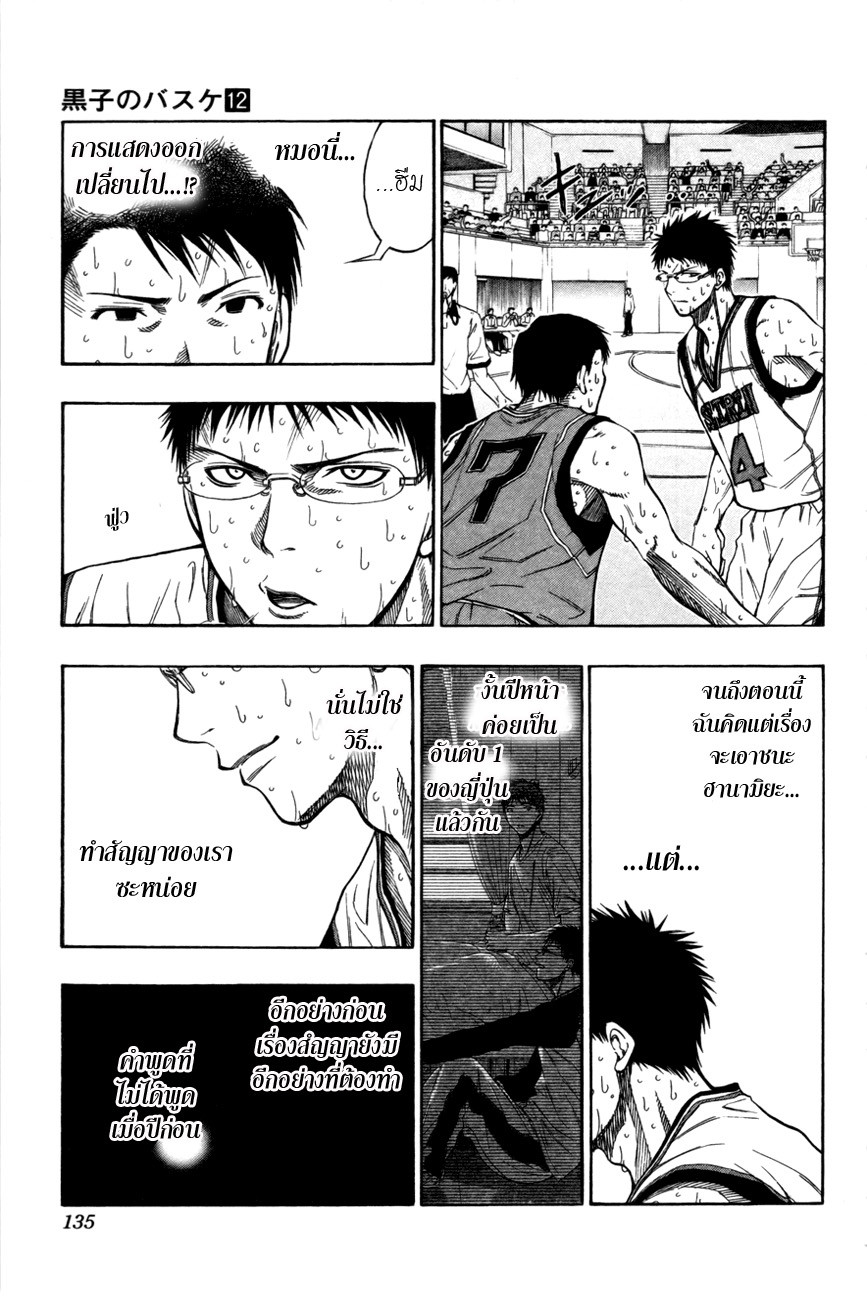 黒子のバスケ12
SEIRIN
4
7
...ฮึม
หมอนี่...
การแสดงออก
เปลี่ยนไป...!?
ฟู่ว
จนถึงตอนนี้
ฉันคิดแต่เรื่อง
จะเอาชนะ
ฮานามิยะ...
...แต่...
งั้นปีหน้า
ค่อยเป็น
อันดับ 1
ของญี่ปุ่น
แล้วกัน
นั่นไม่ใช่
วิธี...
ทำสัญญาของเรา
ซะหน่อย
อีกอย่างก่อน
เรื่องสำญญายังมี
อีกอย่างที่ต้องทำ
คำพูดที่
ไม่ได้พูด
เมื่อปีก่อน
135